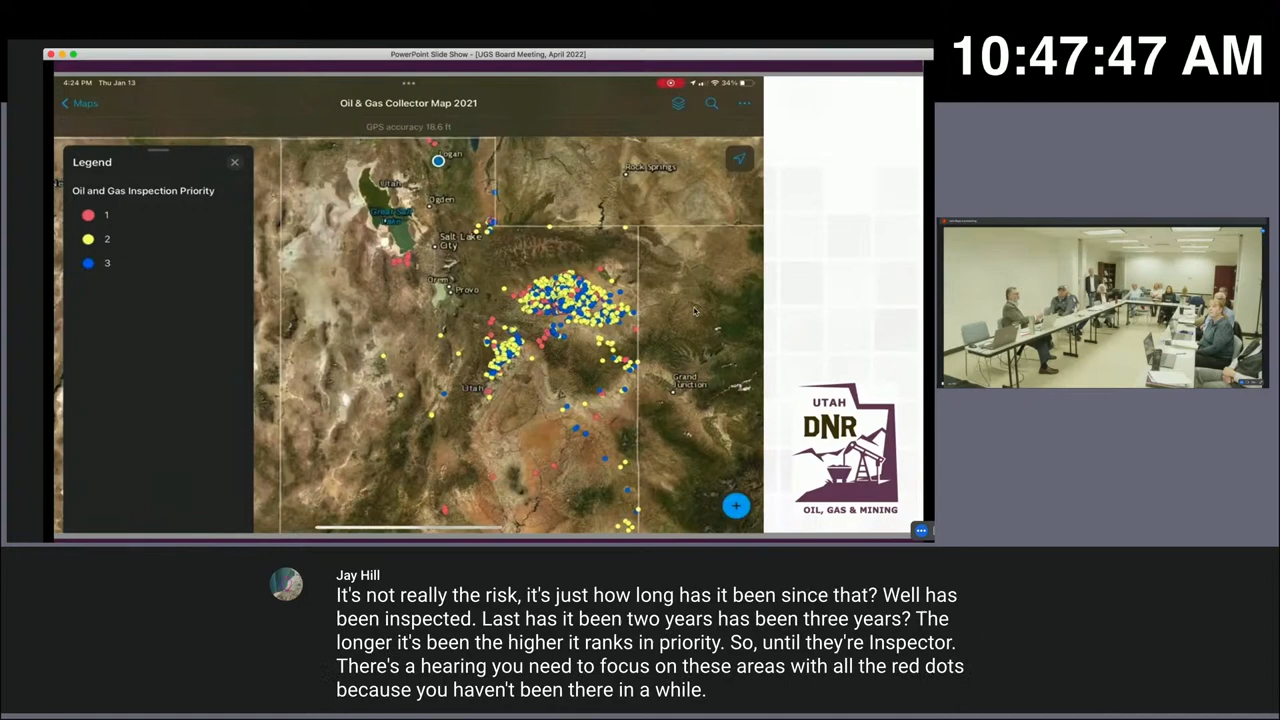 PowerPoint Slide Show - [UGS Board Meeting, April 2022]
10:47:47 AM
4:24 PM Thu Jan 13
34%
Maps
Oil & Gas Collector Map 2021
GPS accuracy 18.6 ft
Legend
Oil and Gas Inspection Priority
1
2
3
Logan
Rock Springs
Utah
Ogden
Great Salt
Lake
Salt Lake
City
Orem
Provo
Utah
Grand
Junction
UTAH
DNR
OIL, GAS & MINING
Jay Hill
It's not really the risk, it's just how long has it been since that? Well has
been inspected. Last has it been two years has been three years? The
longer it's been the higher it ranks in priority. So, until they're Inspector.
There's a hearing you need to focus on these areas with all the red dots
because you haven't been there in a while.